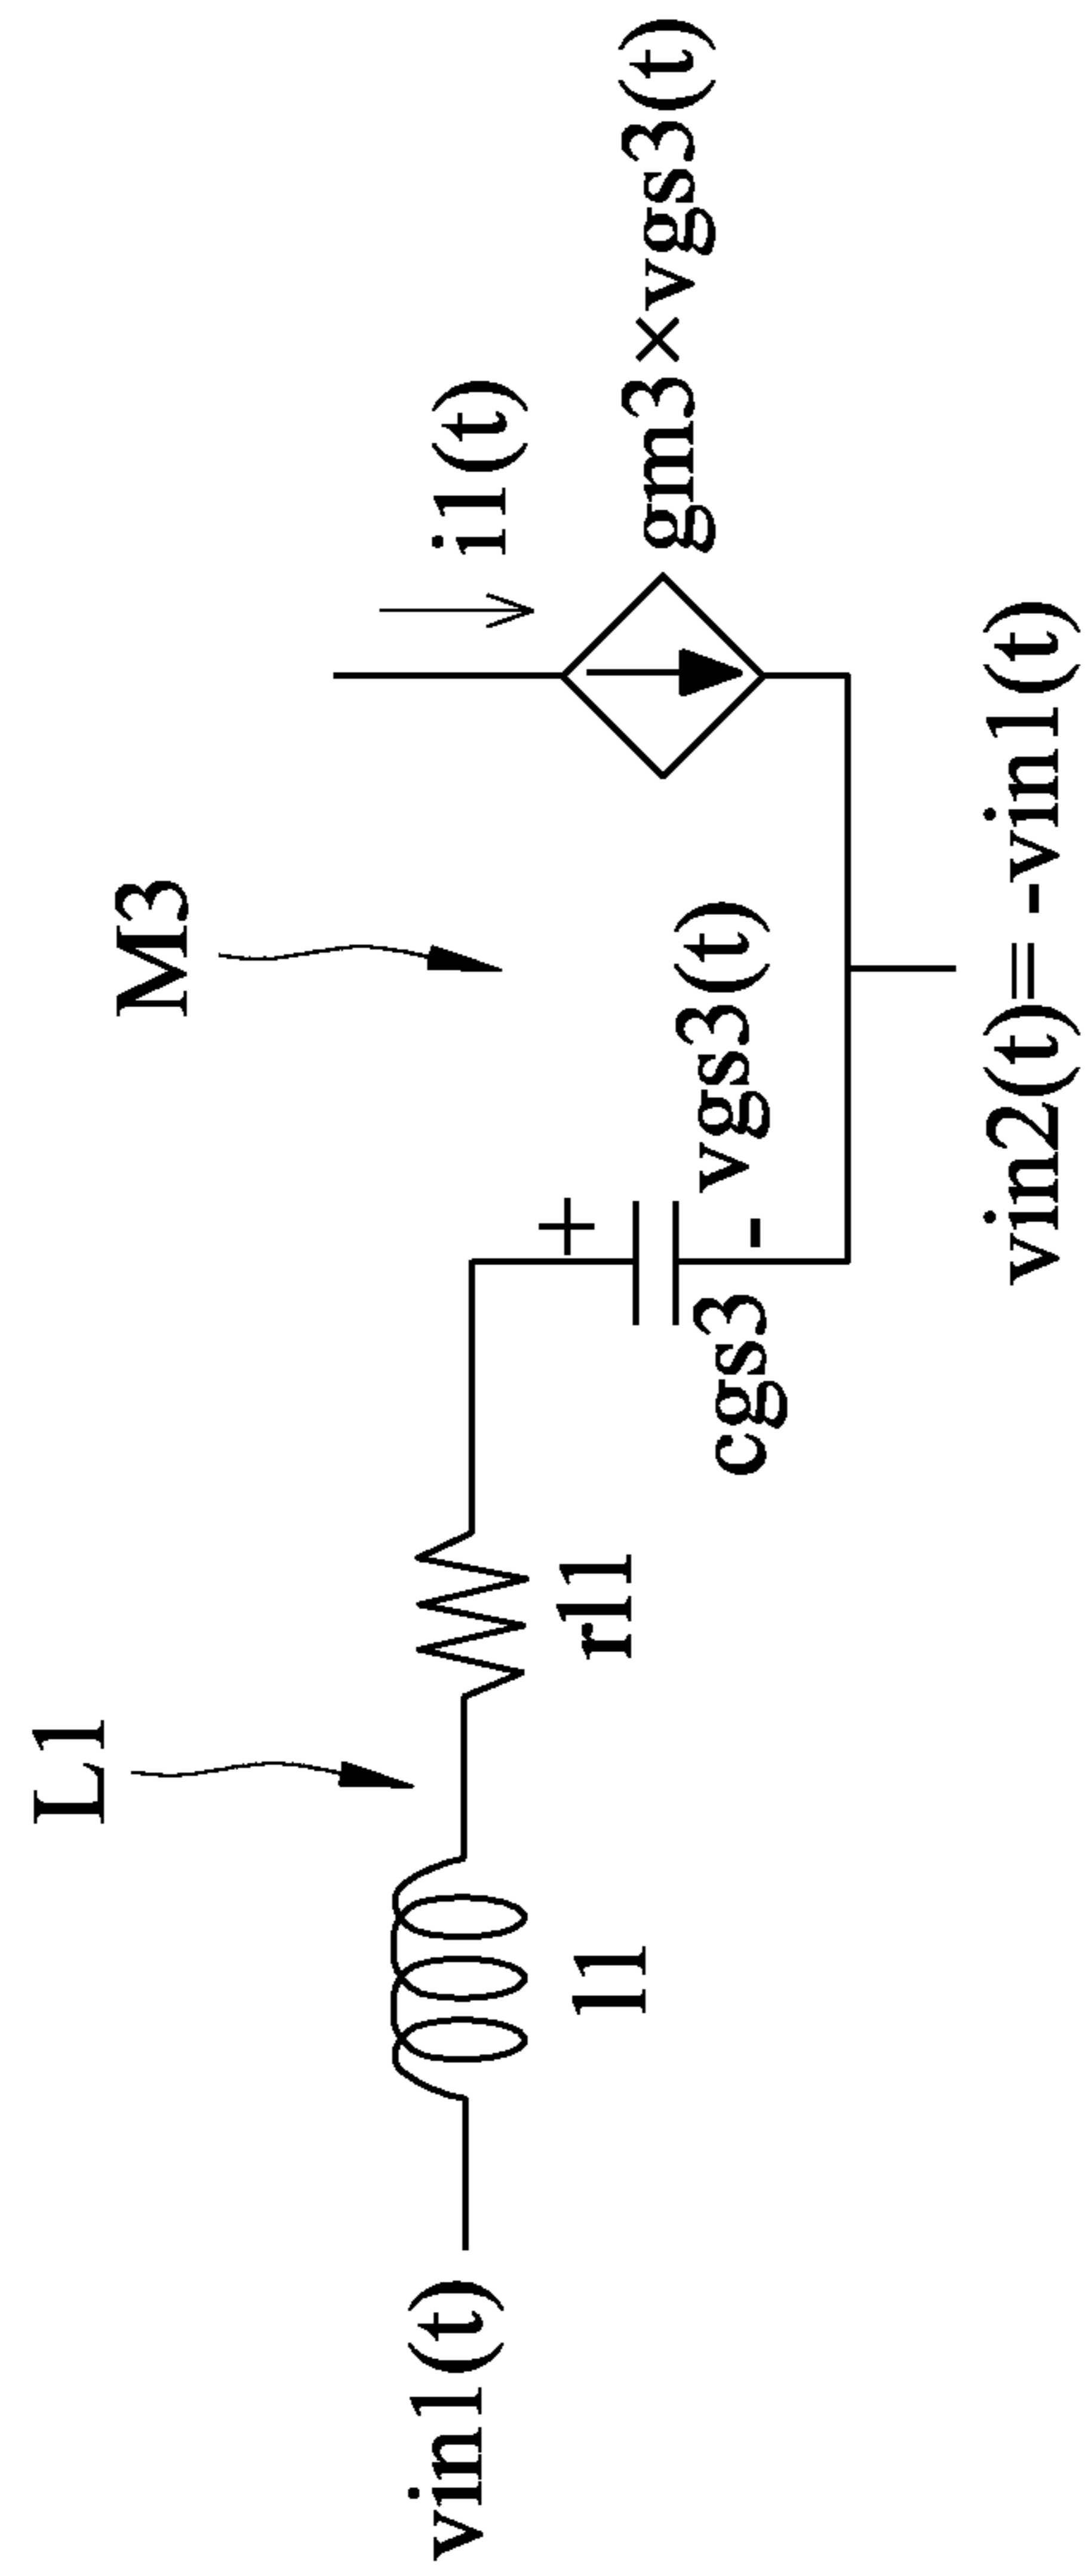 L1
M3
i1(t)
vin1(t)
l1
rl1
+
cgs3
-
vgs3(t)
gm3×vgs3(t)
vin2(t)= -vin1(t)